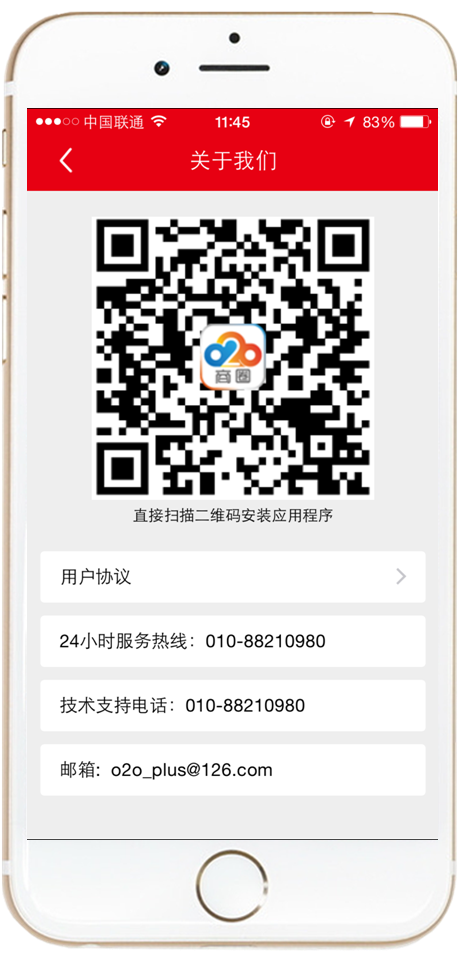 中国联通 11:45 83%
关于我们
o2o
商圈
直接扫描二维码安装应用程序
用户协议
24小时服务热线：010-88210980
技术支持电话：010-88210980
邮箱：o2o_plus@126.com